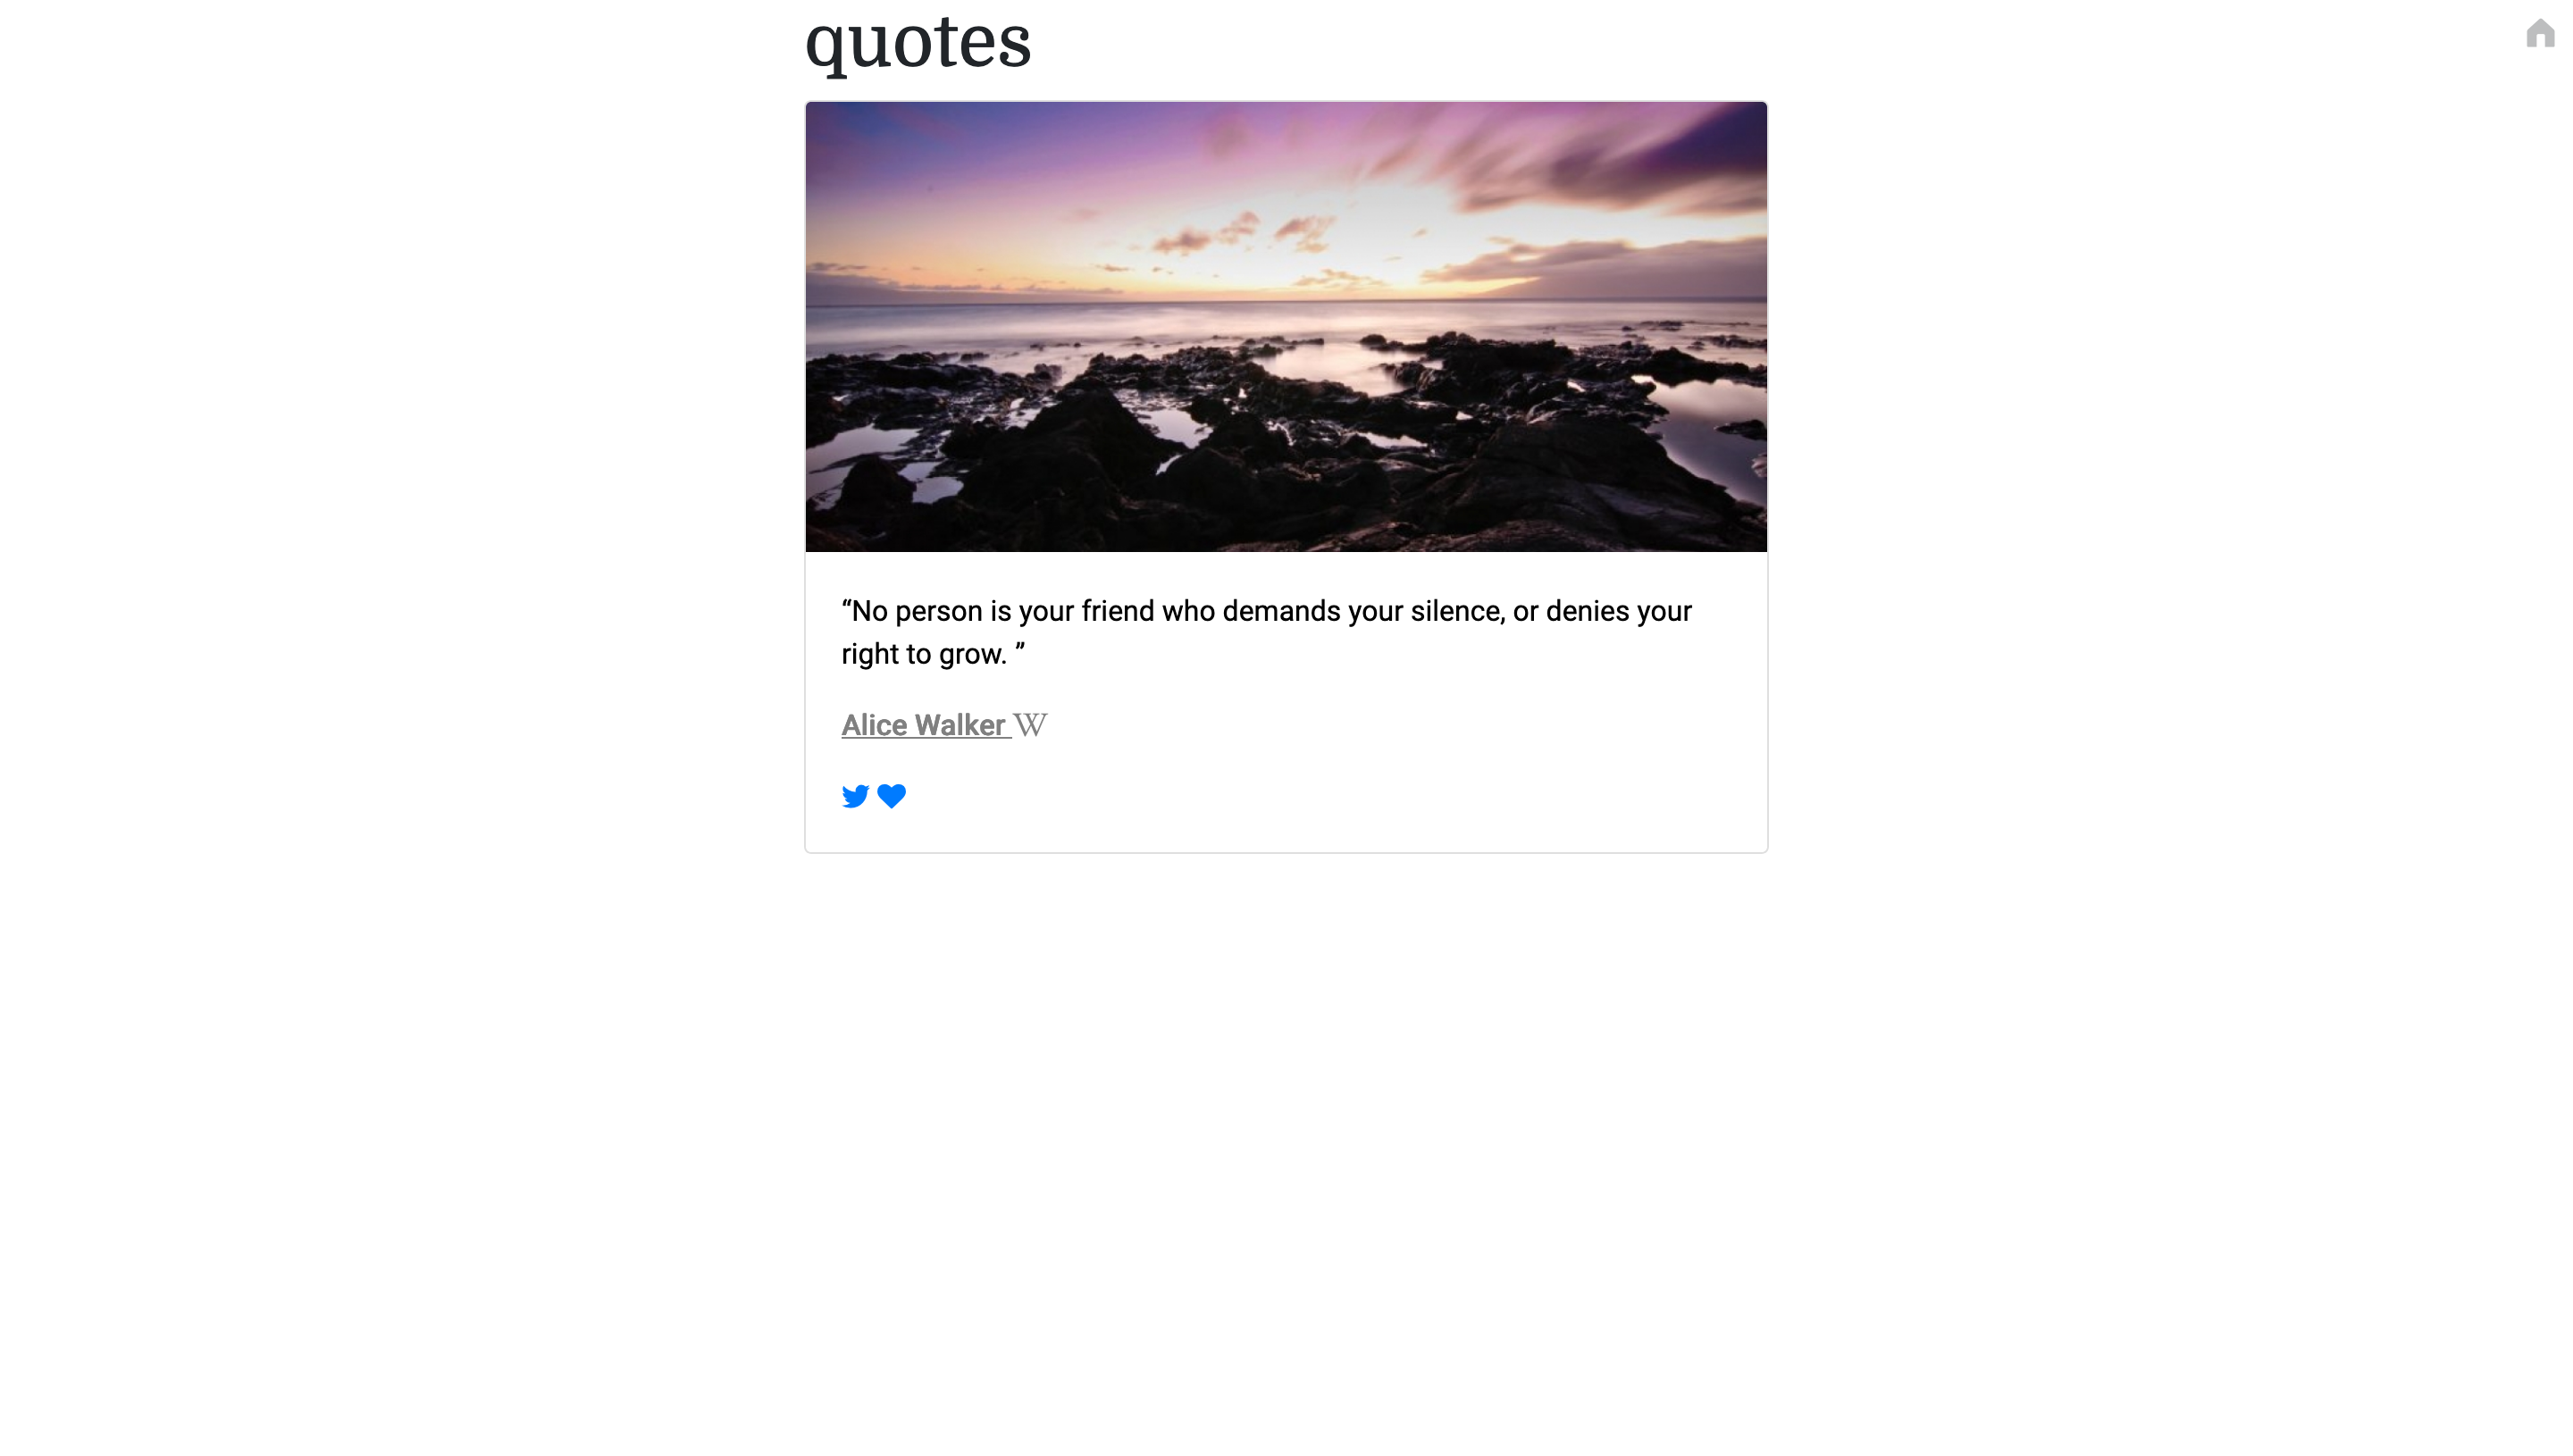 quotes
“No person is your friend who demands your silence, or denies your
right to grow. ”
Alice Walker W